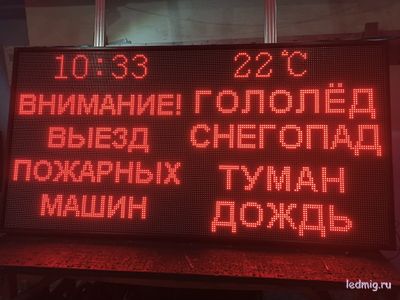 10:33 22°C
ВНИМАНИЕ!
ВЫЕЗД
ПОЖАРНЫХ
МАШИН
ГОЛОЛЁД
СНЕГОПАД
ТУМАН
ДОЖДЬ
ledmig.ru